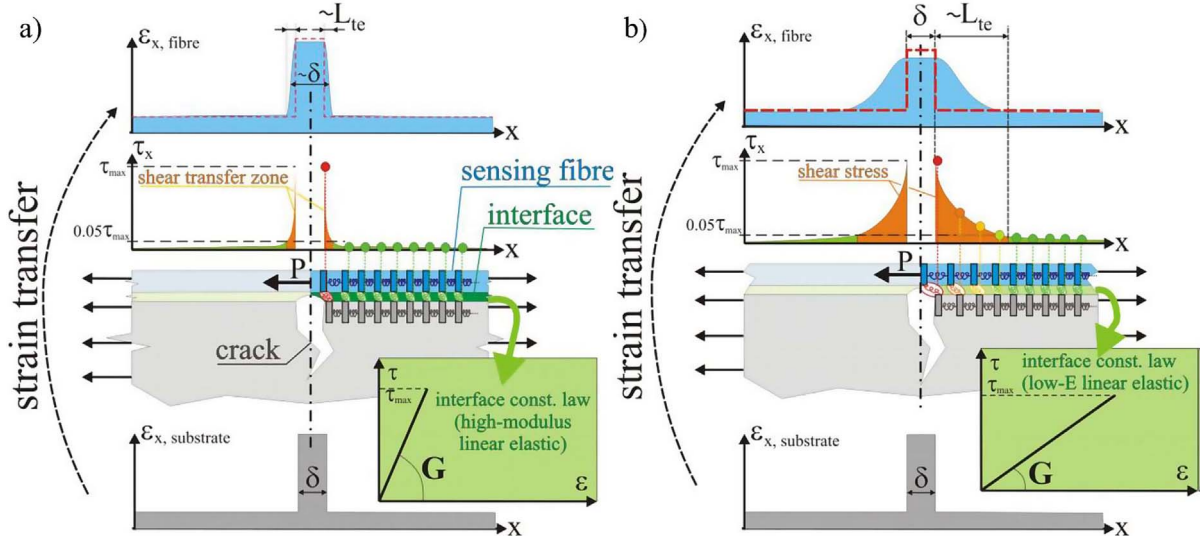 a)
ε x, fibre
~L te
~δ
x
τ x
τ max
shear transfer zone
0.05τ max
x
sensing fibre
interface
P
crack
strain transfer
τ
τ max
interface const. law
(high-modulus
linear elastic)
G
ε
ε x, substrate
δ
x
b)
ε x, fibre
δ
~L te
x
τ x
τ max
shear stress
0.05τ max
x
P
strain transfer
τ
τ max
interface const. law
(low-E linear elastic)
G
ε
ε x, substrate
δ
x